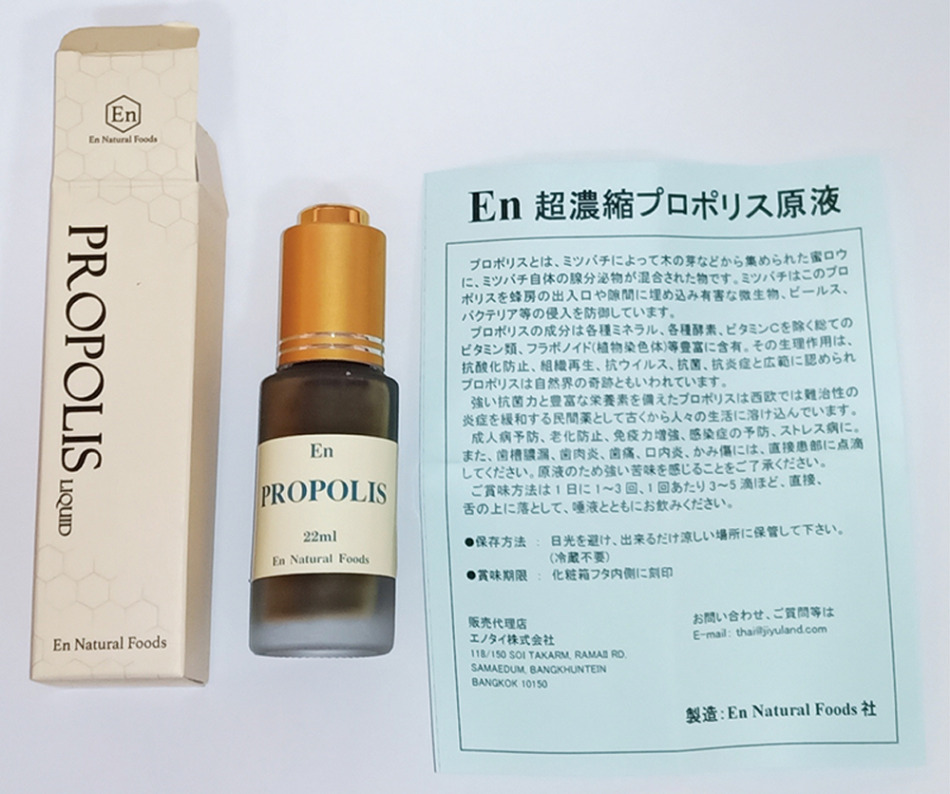 En
En Natural Foods
PROPOLIS LIQUID
En Natural Foods
En
PROPOLIS
22ml
En Natural Foods
En 超濃縮プロポリス原液
プロポリスとは、ミツバチによって木の芽などから集められた蜜ロウ
に、ミツバチ自体の腺分泌物が混合された物です。ミツバチはこのプロ
ポリスを蜂房の出入口や隙間に埋め込み有害な微生物、ビールス、
バクテリア等の侵入を防御しています。
プロポリスの成分は各種ミネラル、各種酵素、ビタミンCを除く総ての
ビタミン類、フラボノイド(植物染色体)等豊富に含有。その生理作用は、
抗酸化防止、組織再生、抗ウイルス、抗菌、抗炎症と広範に認められ
プロポリスは自然界の奇跡ともいわれています。
強い抗菌力と豊富な栄養素を備えたプロポリスは西欧では難治性の
炎症を緩和する民間薬として古くから人々の生活に溶け込んでいます。
成人病予防、老化防止、免疫力増強、感染症の予防、ストレス病に。
また、歯槽膿漏、歯肉炎、歯痛、口内炎、かみ傷には、直接患部に点滴
してください。原液のため強い苦味を感じることをご了承ください。
ご賞味方法は1日に1~3回、1回あたり3~5滴ほど、直接、
舌の上に落として、唾液とともにお飲みください。
●保存方法 : 日光を避け、出来るだけ涼しい場所に保管して下さい。
(冷蔵不要)
●賞味期限 : 化粧箱フタ内側に刻印
販売代理店
エノタイ株式会社
118/150 SOI TAKARM, RAMAII RD.
SAMAEDUM, BANGKHUNTEIN
BANGKOK 10150
お問い合わせ、ご質問等は
E-mail: thai@jiyuland.com
製造：En Natural Foods 社